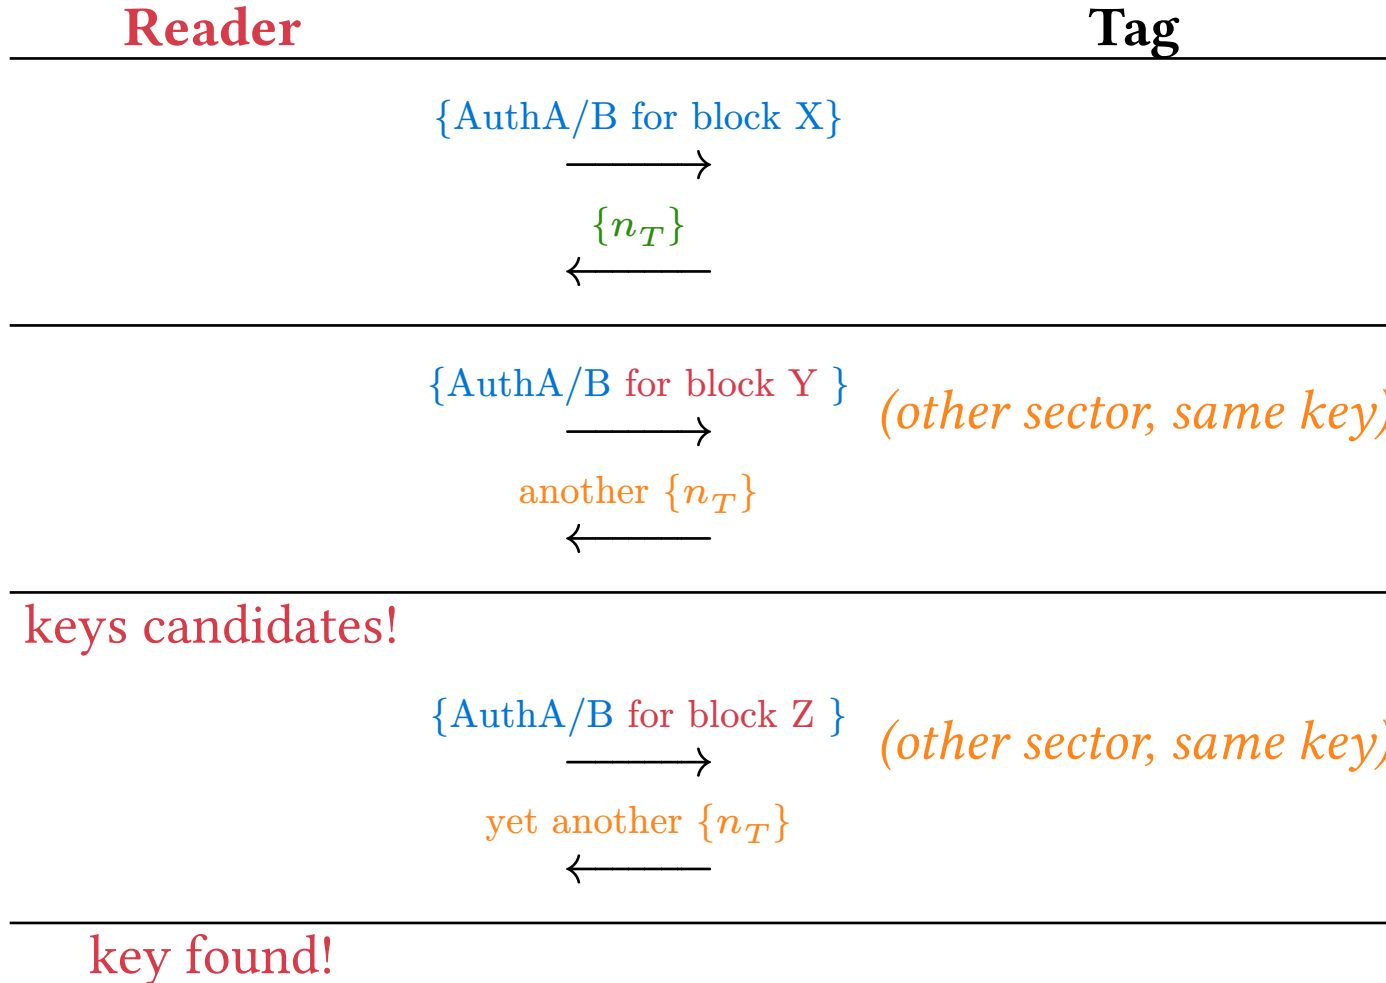 Reader Tag
{AuthA/B for block X}
{n_T}
{AuthA/B for block Y } (other sector, same key)
another {n_T}
keys candidates!
{AuthA/B for block Z } (other sector, same key)
yet another {n_T}
key found!